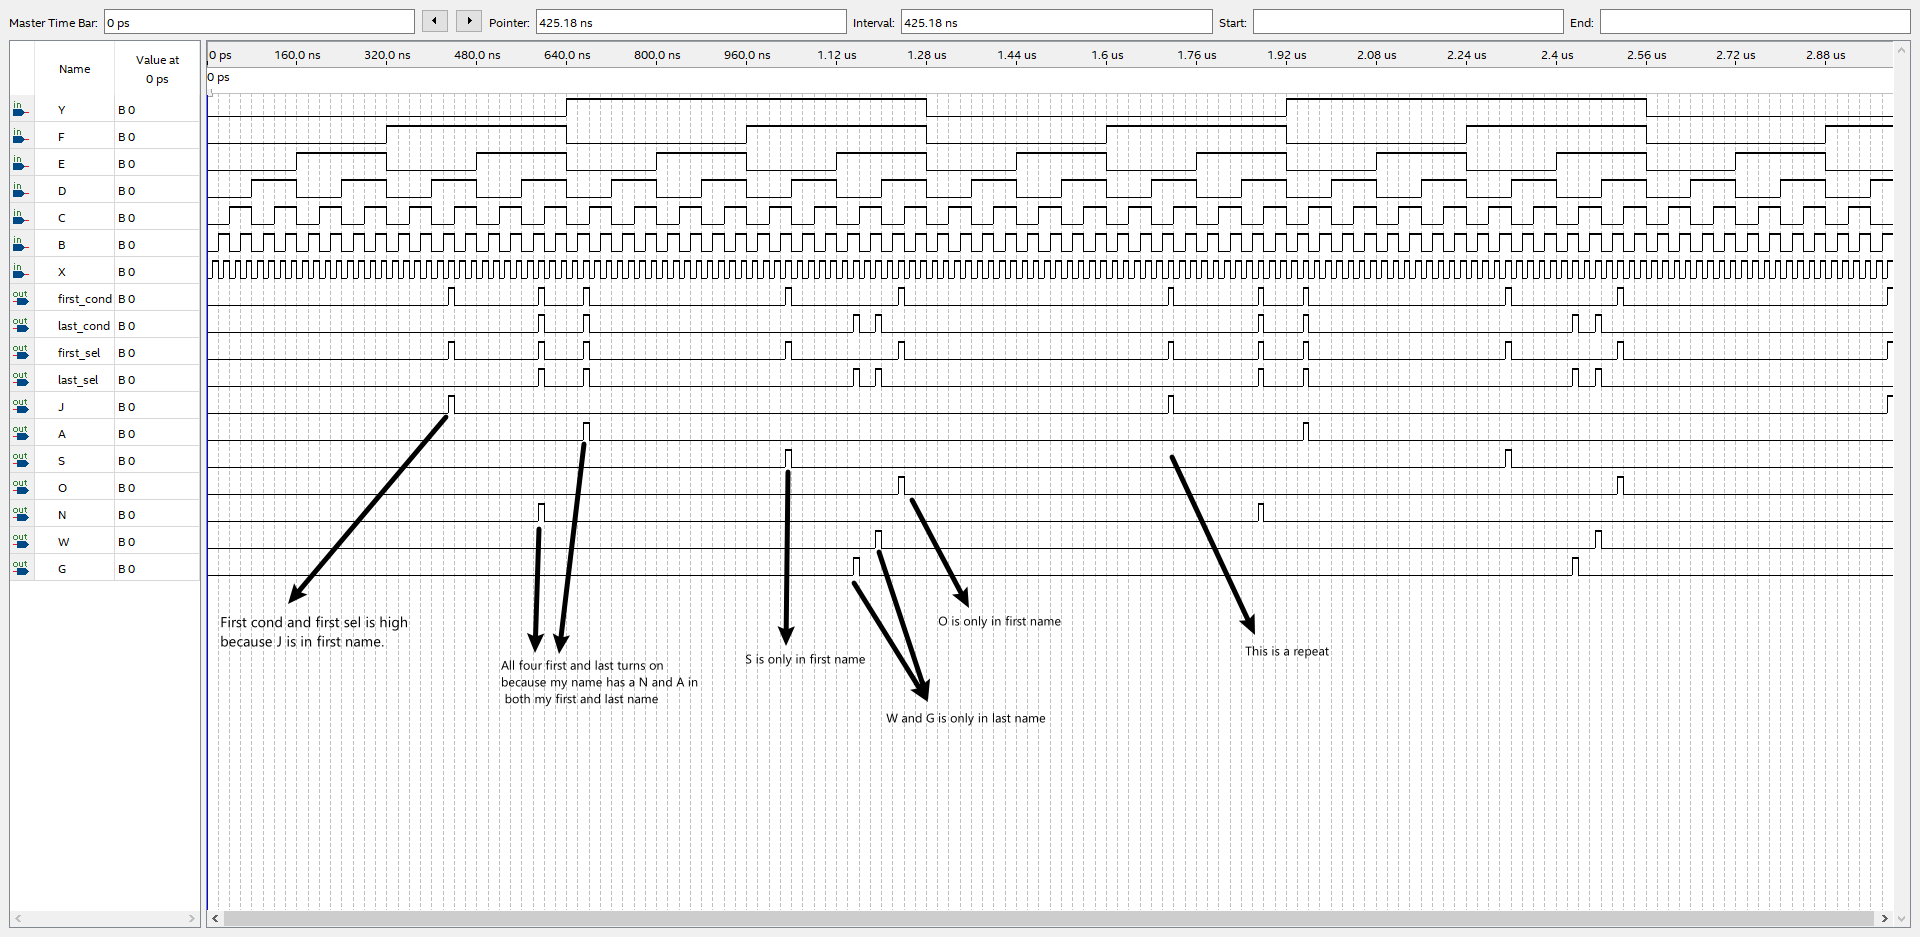 Master Time Bar: 0 ps Pointer: 425.18 ns Interval: 425.18 ns Start: End:
Name Value at 0 ps
0 ps 160.0 ns 320.0 ns 480.0 ns 640.0 ns 800.0 ns 960.0 ns 1.12 us 1.28 us 1.44 us 1.6 us 1.76 us 1.92 us 2.08 us 2.24 us 2.4 us 2.56 us 2.72 us 2.88 us
0 ps
in Y B 0
in F B 0
in E B 0
in D B 0
in C B 0
in B B 0
in X B 0
out first_cond B 0
out last_cond B 0
out first_sel B 0
out last_sel B 0
out J B 0
out A B 0
out S B 0
out O B 0
out N B 0
out W B 0
out G B 0
First cond and first sel is high
because J is in first name.
All four first and last turns on
because my name has a N and A in
both my first and last name
S is only in first name
W and G is only in last name
O is only in first name
This is a repeat